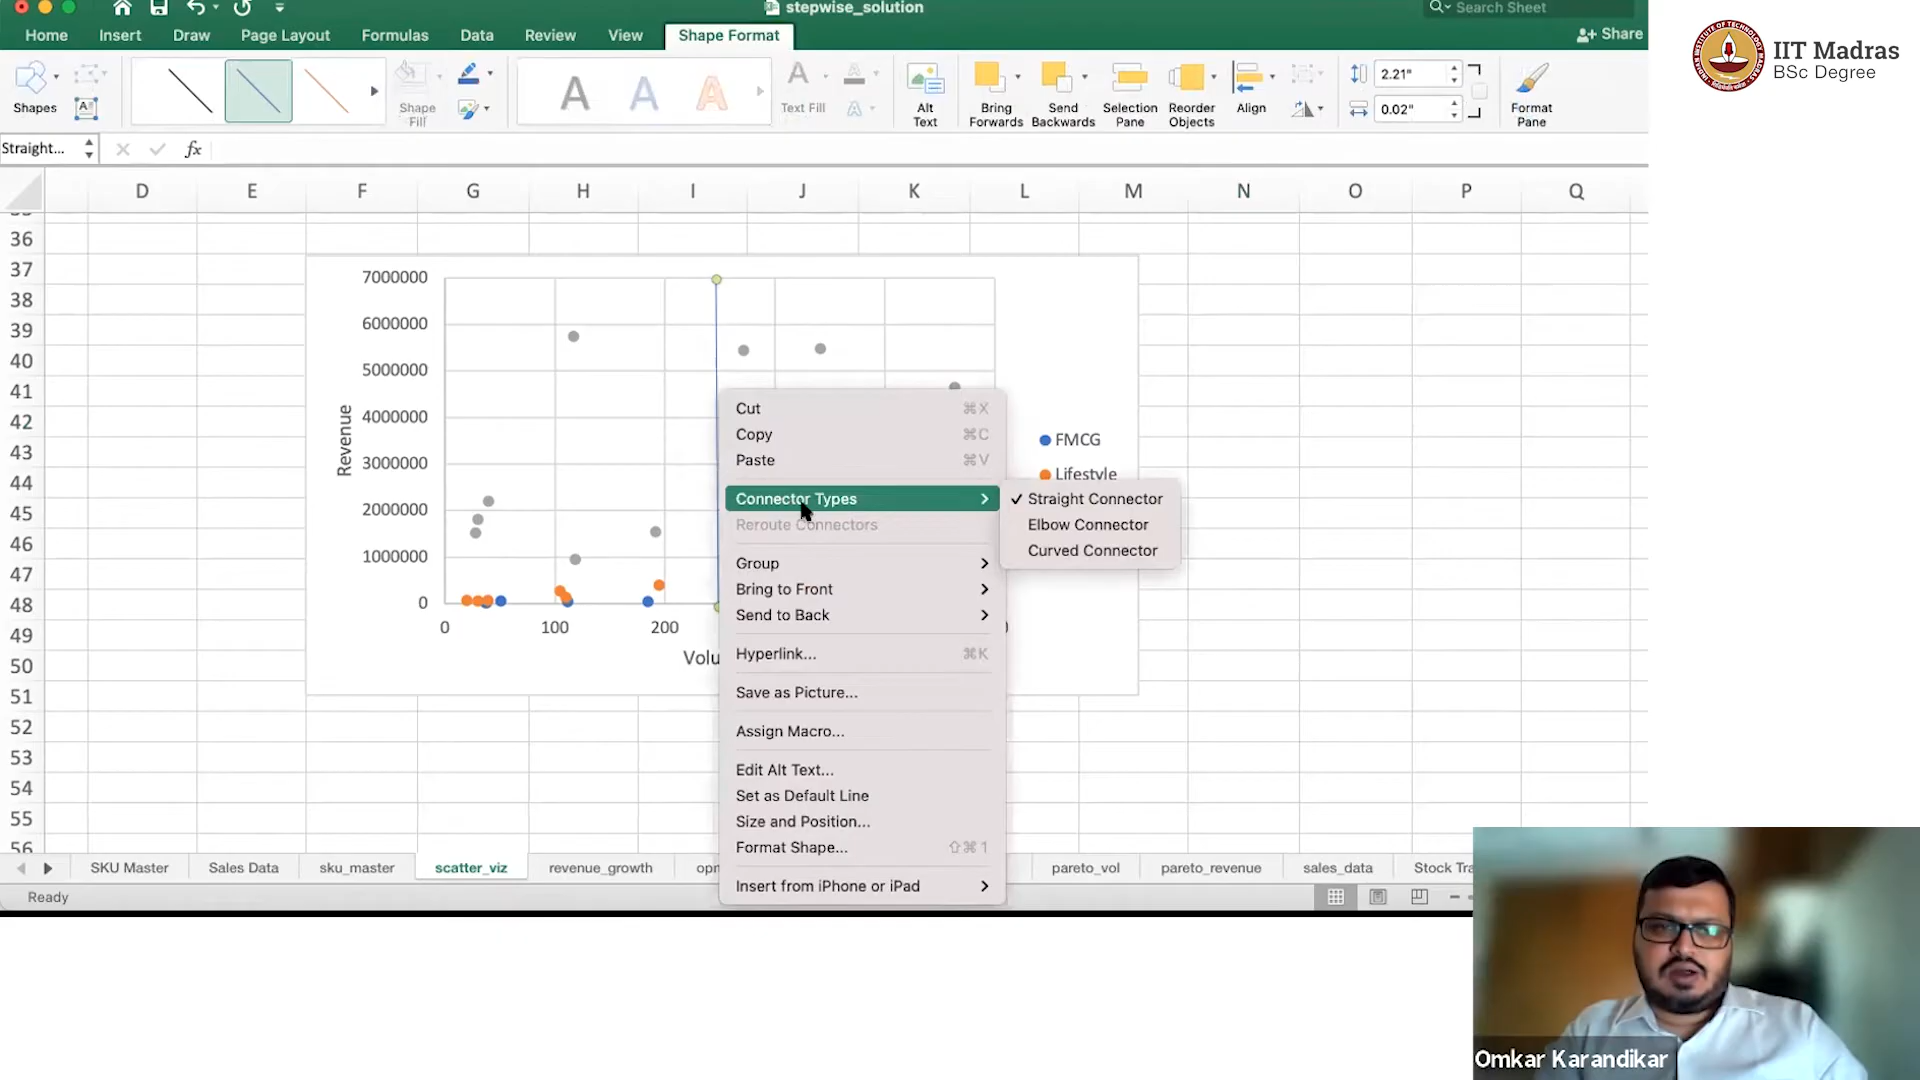 stepwise_solution
Search Sheet
Home
Insert
Draw
Page Layout
Formulas
Data
Review
View
Shape Format
Share
IIT Madras
BSc Degree
Shapes
A
Shape
Fill
A
A
A
A
Text Fill
A
Alt
Text
Bring
Forwards
Send
Backwards
Selection
Pane
Reorder
Objects
Align
2.21"
0.02"
Format
Pane
Straight...
fx
D E F G H I J K L M N O P Q
36
37
38
39
40
41
42
43
44
45
46
47
48
49
50
51
52
53
54
55
56
7000000
6000000
5000000
4000000
3000000
2000000
1000000
0
Revenue
0
100
200
Volu
FMCG
Lifestyle
Cut ⌘X
Copy ⌘C
Paste ⌘V
Connector Types
Reroute Connectors
Group
Bring to Front
Send to Back
Hyperlink... ⌘K
Save as Picture...
Assign Macro...
Edit Alt Text...
Set as Default Line
Size and Position...
Format Shape... ⇧⌘1
Insert from iPhone or iPad
✓ Straight Connector
Elbow Connector
Curved Connector
SKU Master
Sales Data
sku_master
scatter_viz
revenue_growth
opm
pareto_vol
pareto_revenue
sales_data
Stock Tra
Ready
Omkar Karandikar